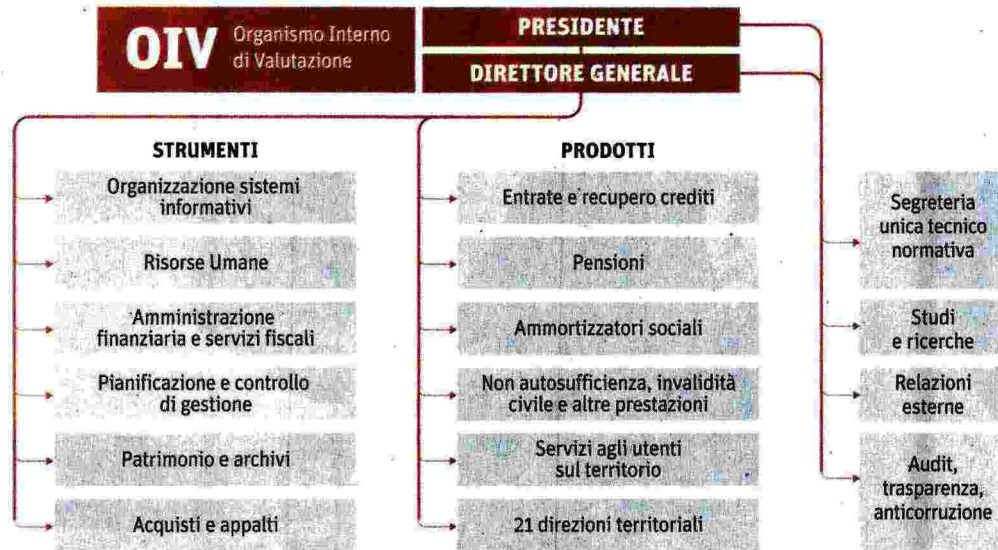 OIV
Organismo Interno
di Valutazione
PRESIDENTE
DIRETTORE GENERALE
STRUMENTI
Organizzazione sistemi
informativi
Risorse Umane
Amministrazione
finanziaria e servizi fiscali
Pianificazione e controllo
di gestione
Patrimonio e archivi
Acquisti e appalti
PRODOTTI
Entrate e recupero crediti
Pensioni
Ammortizzatori sociali
Non autosufficienza, invalidità
civile e altre prestazioni
Servizi agli utenti
sul territorio
21 direzioni territoriali
Segreteria
unica tecnico
normativa
Studi
e ricerche
Relazioni
esterne
Audit,
trasparenza,
anticorruzione